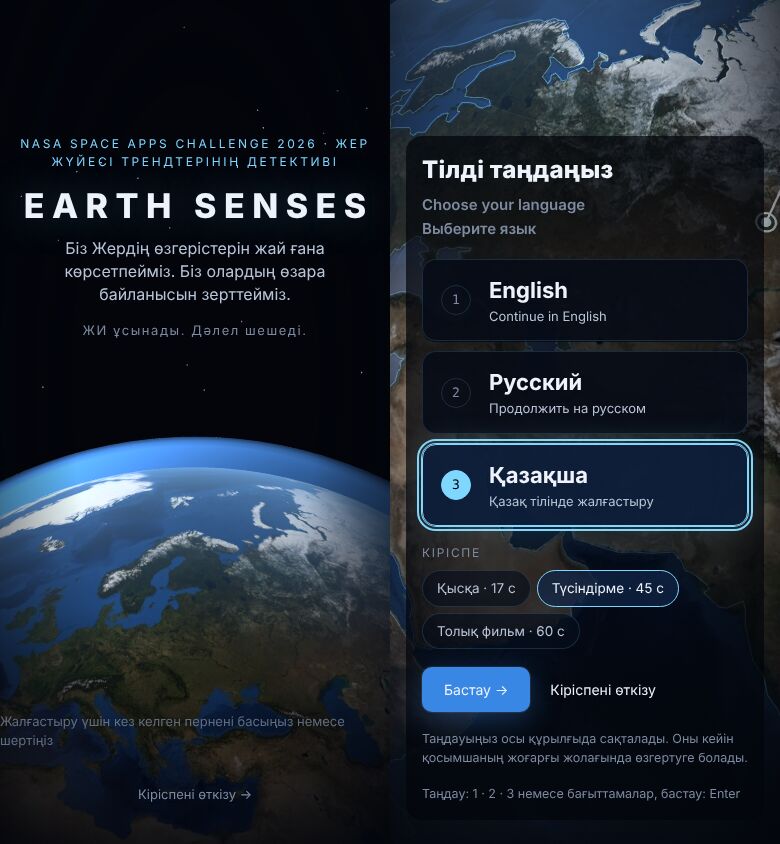 NASA SPACE APPS CHALLENGE 2026 · ЖЕР
ЖҮЙЕСІ ТРЕНДТЕРІНІҢ ДЕТЕКТИВІ
EARTH SENSES
Біз Жердің өзгерістерін жай ғана
көрсетпейміз. Біз олардың өзара
байланысын зерттейміз.
ЖИ ұсынады. Дәлел шешеді.
Жалғастыру үшін кез келген пернені басыңыз немесе
шертіңіз
Кіріспені өткізу →
Тілді таңдаңыз
Choose your language
Выберите язык
1
English
Continue in English
2
Русский
Продолжить на русском
3
Қазақша
Қазақ тілінде жалғастыру
КІРІСПЕ
Қысқа · 17 с
Түсіндірме · 45 с
Толық фильм · 60 с
Бастау →
Кіріспені өткізу
Таңдауыңыз осы құрылғыда сақталады. Оны кейін
қосымшаның жоғарғы жолағында өзгертуге болады.
Таңдау: 1 · 2 · 3 немесе бағыттамалар, бастау: Enter